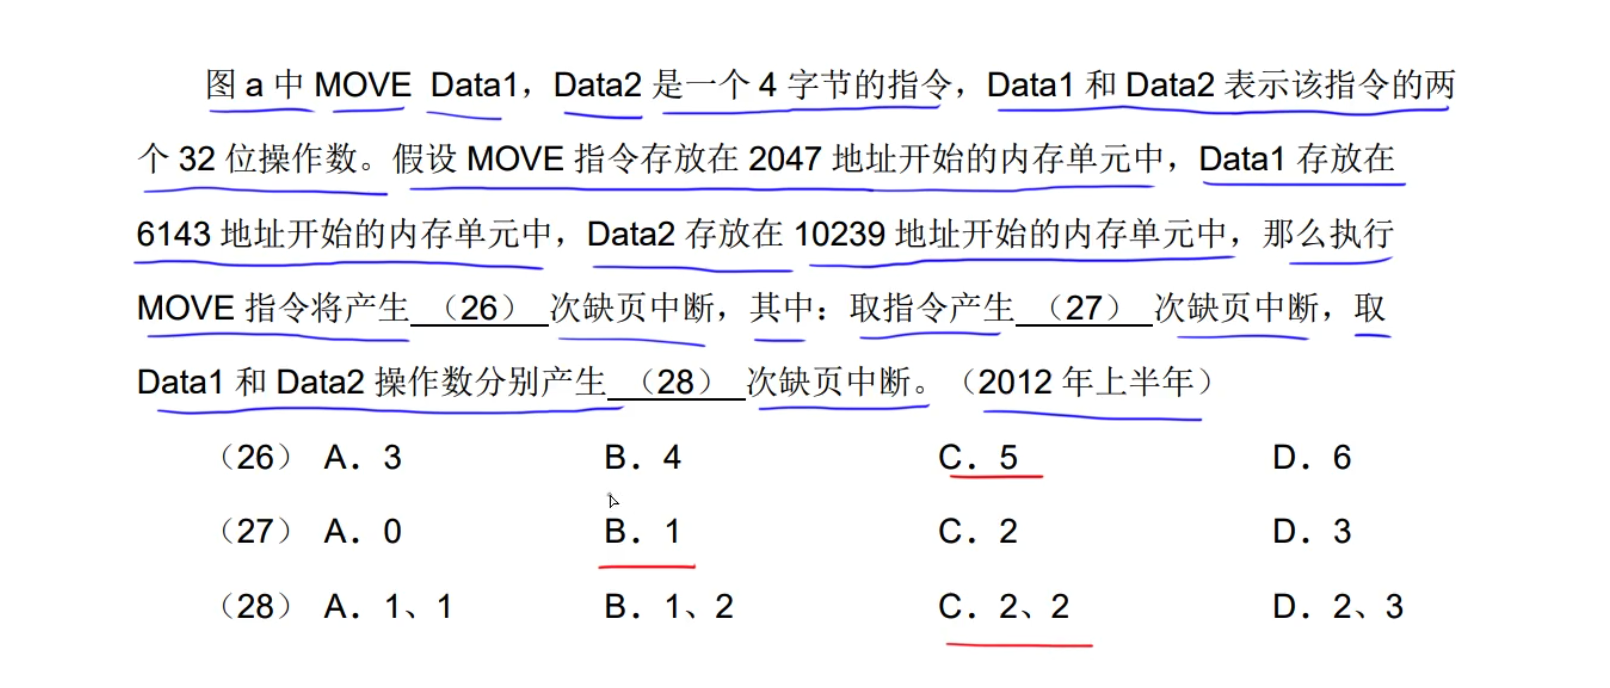 图 a 中 MOVE Data1，Data2 是一个 4 字节的指令，Data1 和 Data2 表示该指令的两
个 32 位操作数。假设 MOVE 指令存放在 2047 地址开始的内存单元中，Data1 存放在
6143 地址开始的内存单元中，Data2 存放在 10239 地址开始的内存单元中，那么执行
MOVE 指令将产生 （26） 次缺页中断，其中：取指令产生 （27） 次缺页中断，取
Data1 和 Data2 操作数分别产生 （28） 次缺页中断。（2012 年上半年）
（26） A．3 B．4 C．5 D．6
（27） A．0 B．1 C．2 D．3
（28） A．1、1 B．1、2 C．2、2 D．2、3